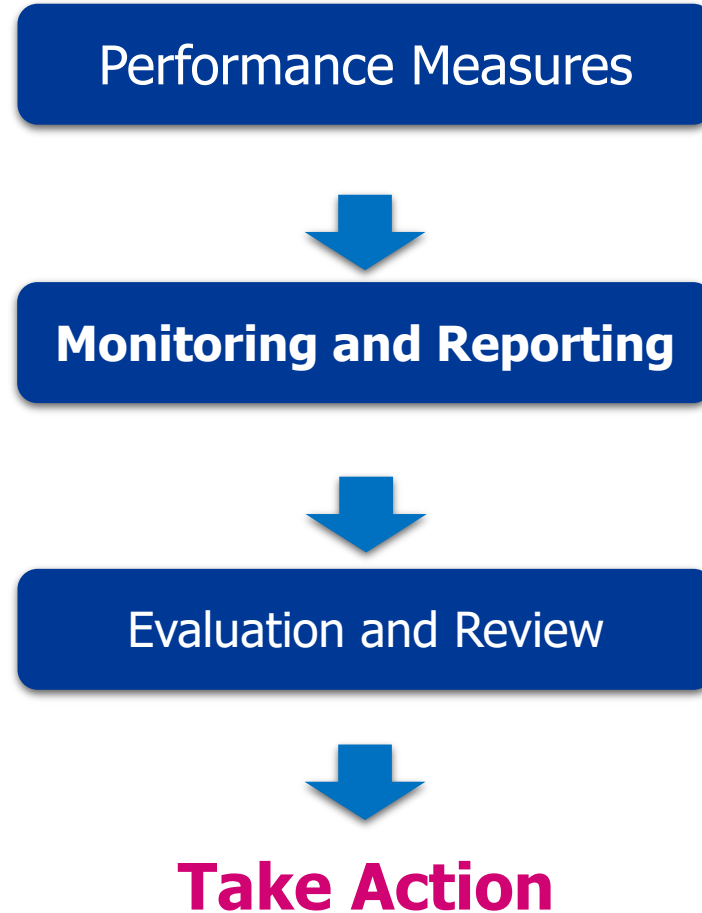 Performance Measures
Monitoring and Reporting
Evaluation and Review
Take Action